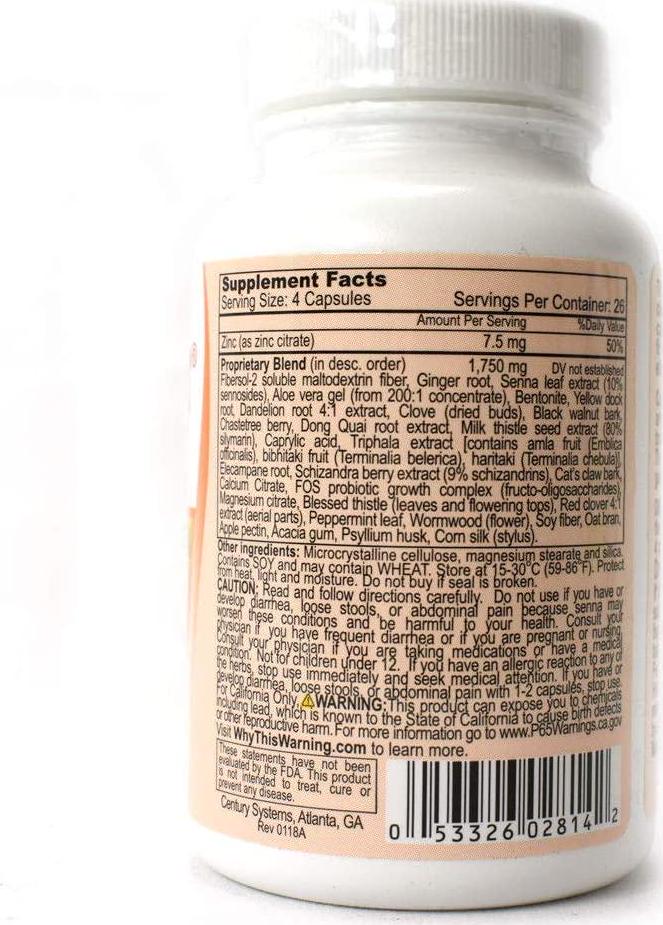 ®
Supplement Facts
Serving Size: 4 Capsules Servings Per Container: 26
Amount Per Serving %Daily Value
Zinc (as zinc citrate) 7.5 mg 50%
Proprietary Blend (in desc. order) 1,750 mg DV not established
Fibersol-2 soluble maltodextrin fiber, Ginger root, Senna leaf extract (10%
sennosides), Aloe vera gel (from 200:1 concentrate), Bentonite, Yellow dock
root, Dandelion root 4:1 extract, Clove (dried buds), Black walnut bark,
Chastetree berry, Dong Quai root extract, Milk thistle seed extract (80%
silymarin), Caprylic acid, Triphala extract [contains amla fruit (Emblica
officinalis), bibhitaki fruit (Terminalia belerica), haritaki (Terminalia chebula)],
Elecampane root, Schizandra berry extract (9% schizandrins), Cat's claw bark,
Calcium Citrate, FOS probiotic growth complex (fructo-oligosaccharides),
Magnesium citrate, Blessed thistle (leaves and flowering tops), Red clover 4:1
extract (aerial parts), Peppermint leaf, Wormwood (flower), Soy fiber, Oat bran,
Apple pectin, Acacia gum, Psyllium husk, Corn silk (stylus).
Other ingredients: Microcrystalline cellulose, magnesium stearate and silica.
Contains SOY and may contain WHEAT. Store at 15-30°C (59-86°F). Protect
from heat, light and moisture. Do not buy if seal is broken.
CAUTION: Read and follow directions carefully. Do not use if you have or
develop diarrhea, loose stools, or abdominal pain because senna may
worsen these conditions and be harmful to your health. Consult your
physician if you have frequent diarrhea or if you are pregnant or nursing.
Consult your physician if you are taking medications or have a medical
condition. Not for children under 12. If you have an allergic reaction to any of
the herbs, stop use immediately and seek medical attention. If you have or
develop diarrhea, loose stools, or abdominal pain with 1-2 capsules, stop use.
For California Only, ⚠WARNING: This product can expose you to chemicals
including lead, which is known to the State of California to cause birth defects
or other reproductive harm. For more information go to www.P65Warnings.ca.gov
Visit WhyThisWarning.com to learn more.
These statements have not been
evaluated by the FDA. This product
is not intended to treat, cure or
prevent any disease.
Century Systems, Atlanta, GA
Rev 0118A
0 53326 02814 2